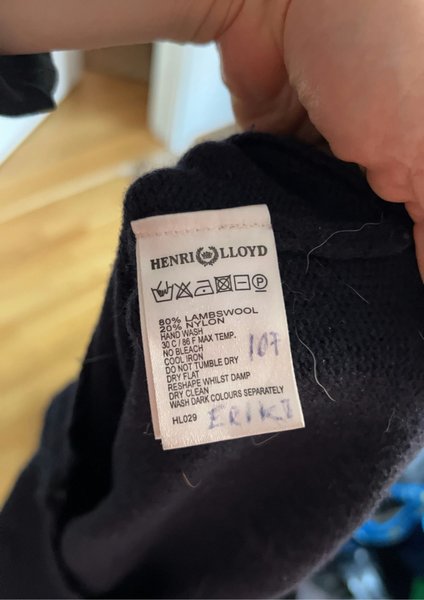 HENRI LLOYD
P
80% LAMBSWOOL
20% NYLON
HAND WASH
30 C / 86 F MAX TEMP.
NO BLEACH
COOL IRON
DO NOT TUMBLE DRY
DRY FLAT
RESHAPE WHILST DAMP
DRY CLEAN
WASH DARK COLOURS SEPARATELY
107
HL029